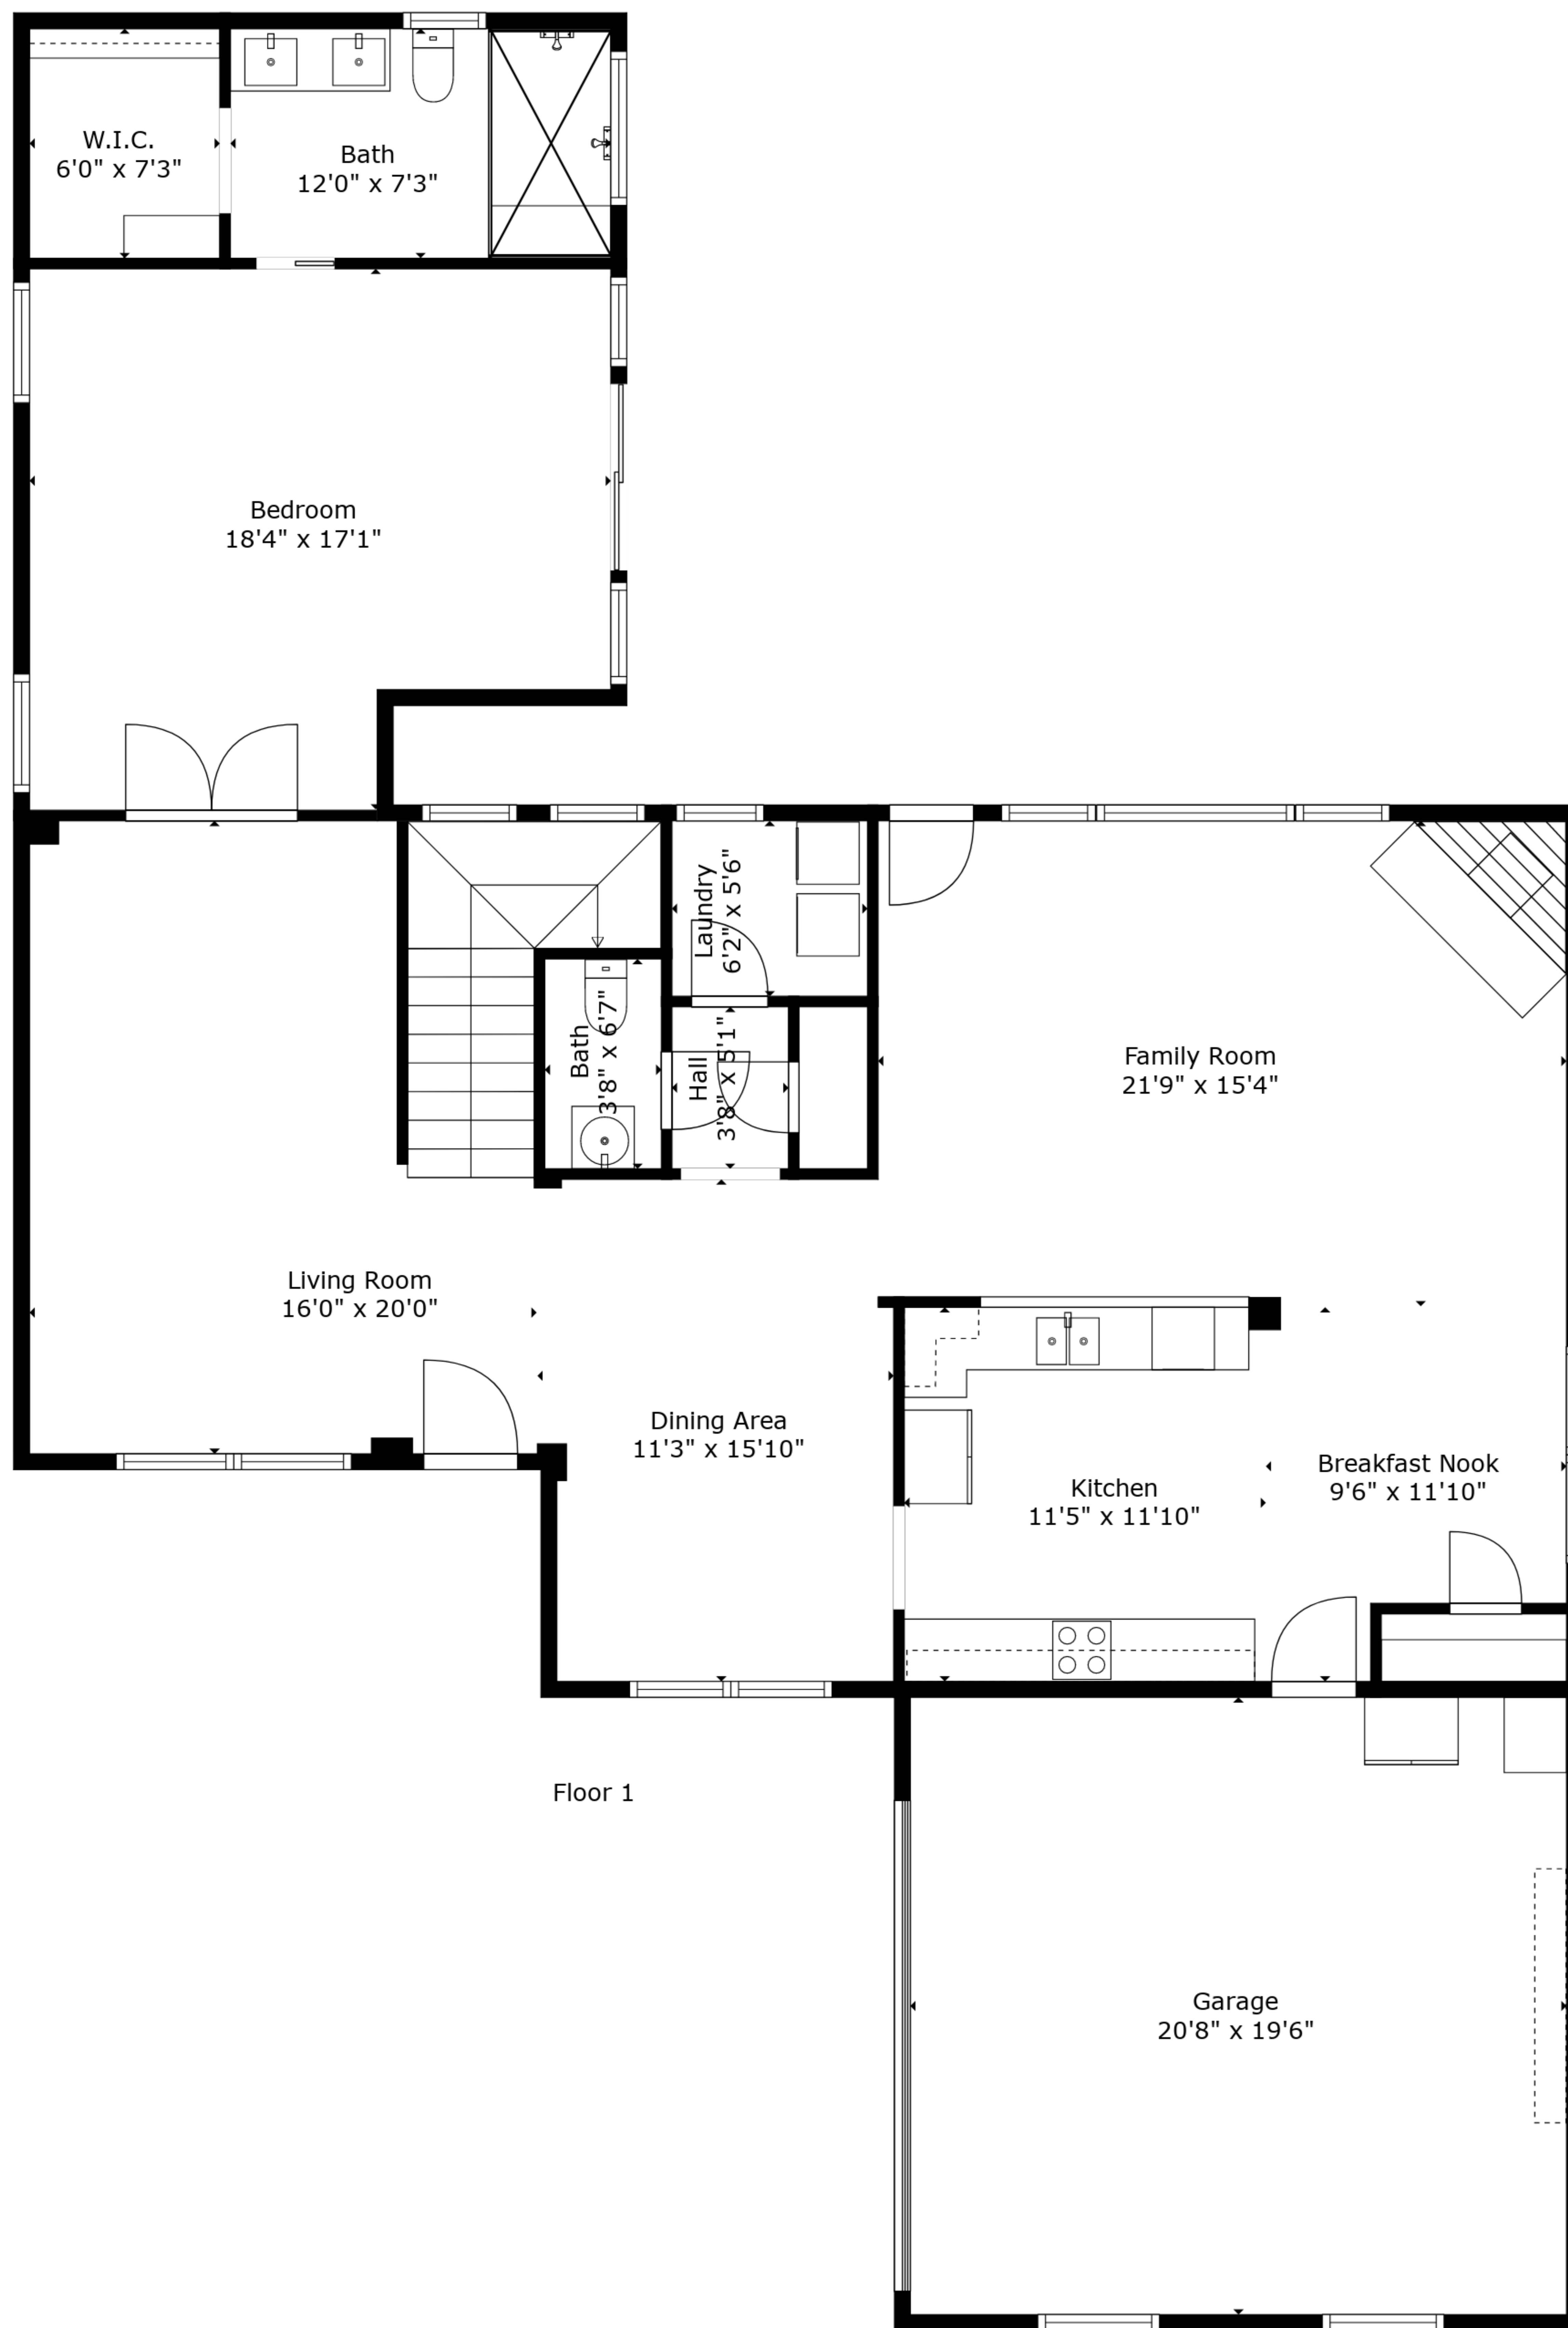 W.I.C.
6'0" x 7'3"
Bath
12'0" x 7'3"
Bedroom
18'4" x 17'1"
Laundry
6'2" x 5'6"
Bath
3'8" x 6'7"
Hall
3'8" x 5'1"
Family Room
21'9" x 15'4"
Living Room
16'0" x 20'0"
Dining Area
11'3" x 15'10"
Kitchen
11'5" x 11'10"
Breakfast Nook
9'6" x 11'10"
Floor 1
Garage
20'8" x 19'6"